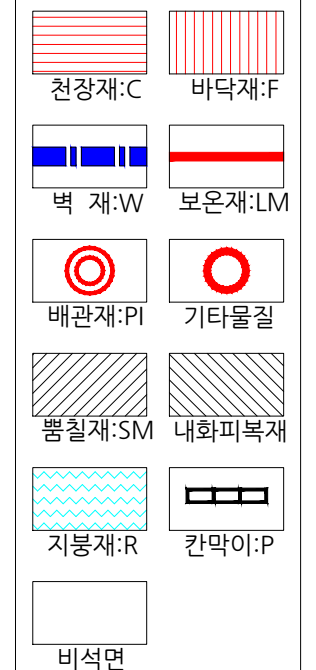 천장재:C 바닥재:F
벽 재:W 보온재:LM
배관재:PI 기타물질
뿜칠재:SM 내화피복재
지붕재:R 칸막이:P
비석면